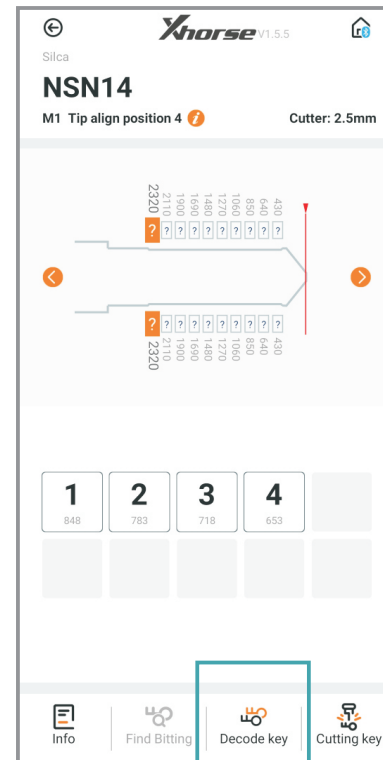 Xhorse V1.5.5
Silca
NSN14
M1 Tip align position 4 i Cutter: 2.5mm
2320 2110 1900 1690 1480 1270 1060 850 640 430
? ? ? ? ? ? ? ? ? ?
? ? ? ? ? ? ? ? ? ?
2320 2110 1900 1690 1480 1270 1060 850 640 430
1 2 3 4
848 783 718 653
Info Find Bitting Decode key Cutting key